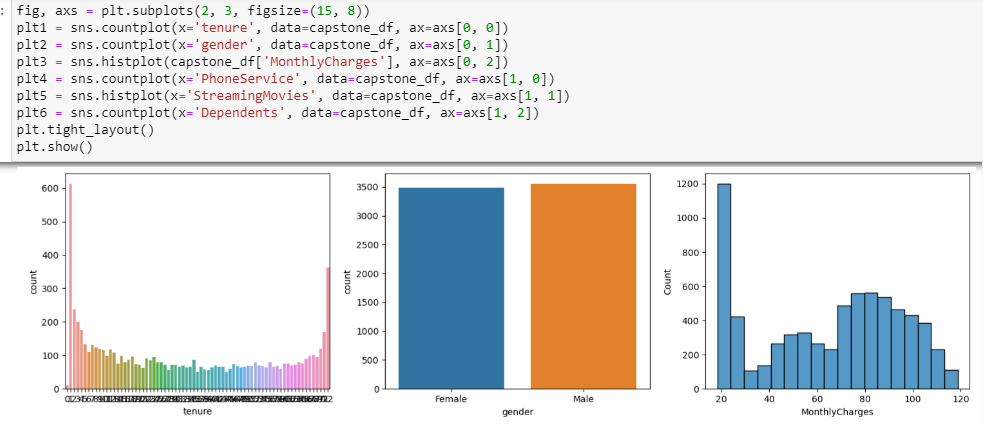 : fig, axs = plt.subplots(2, 3, figsize=(15, 8))
plt1 = sns.countplot(x='tenure', data=capstone_df, ax=axs[0, 0])
plt2 = sns.countplot(x='gender', data=capstone_df, ax=axs[0, 1])
plt3 = sns.histplot(capstone_df['MonthlyCharges'], ax=axs[0, 2])
plt4 = sns.countplot(x='PhoneService', data=capstone_df, ax=axs[1, 0])
plt5 = sns.histplot(x='StreamingMovies', data=capstone_df, ax=axs[1, 1])
plt6 = sns.countplot(x='Dependents', data=capstone_df, ax=axs[1, 2])
plt.tight_layout()
plt.show()
600
500
400
300
200
100
0
count
tenure
3500
3000
2500
2000
1500
1000
500
0
count
Female Male
gender
1200
1000
800
600
400
200
0
Count
20 40 60 80 100 120
MonthlyCharges